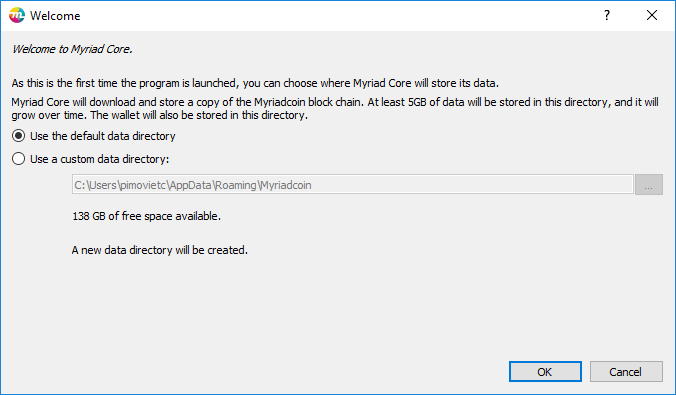 Welcome
Welcome to Myriad Core.
As this is the first time the program is launched, you can choose where Myriad Core will store its data.
Myriad Core will download and store a copy of the Myriadcoin block chain. At least 5GB of data will be stored in this directory, and it will
grow over time. The wallet will also be stored in this directory.
Use the default data directory
Use a custom data directory:
C:\Users\pimovietc\AppData\Roaming\Myriadcoin
...
138 GB of free space available.
A new data directory will be created.
OK
Cancel